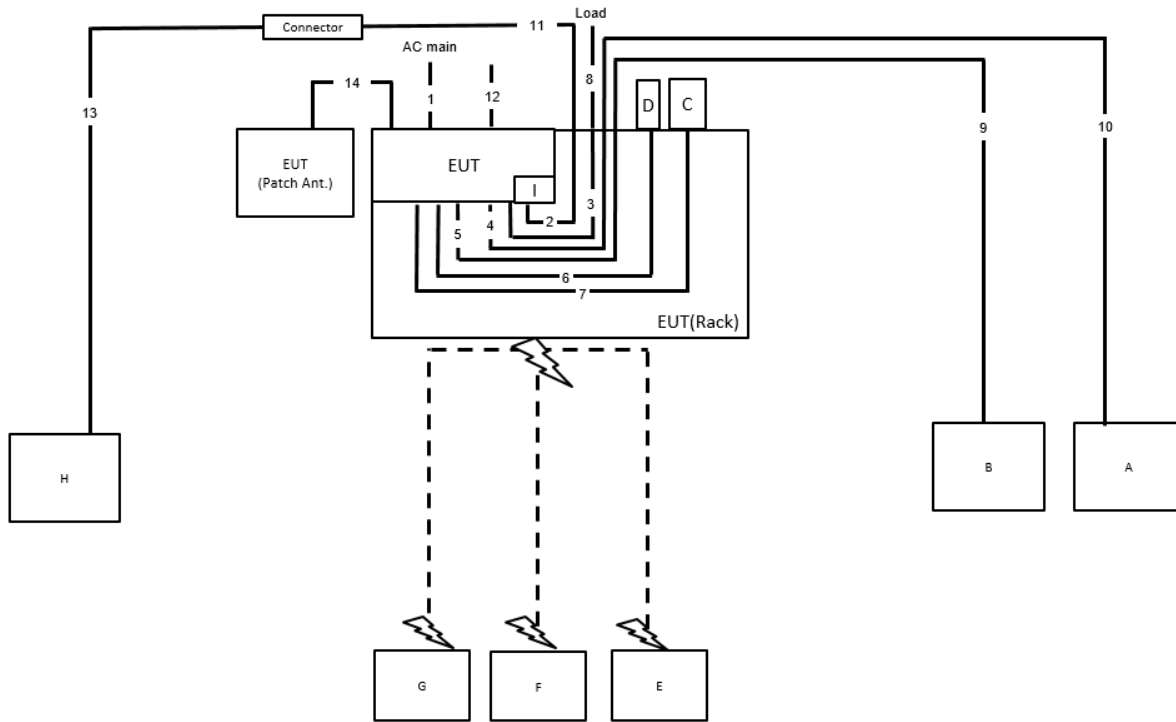 Load
Connector
11
AC main
14
8
1
12
13
D
C
9
10
EUT
(Patch Ant.)
EUT
I
3
2
4
5
6
7
EUT(Rack)
H
B
A
G
F
E